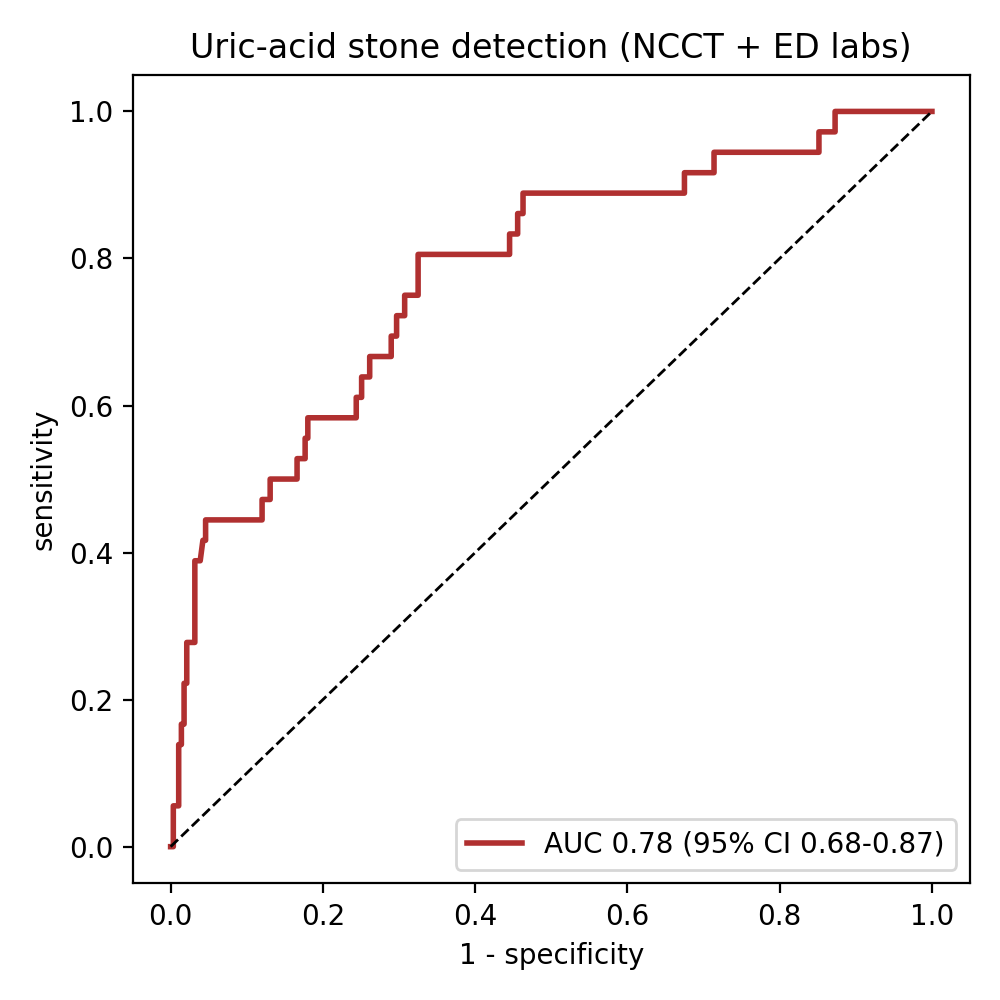 Uric-acid stone detection (NCCT + ED labs)
1.0
0.8
0.6
0.4
0.2
0.0
sensitivity
AUC 0.78 (95% CI 0.68-0.87)
0.0 0.2 0.4 0.6 0.8 1.0
1 - specificity